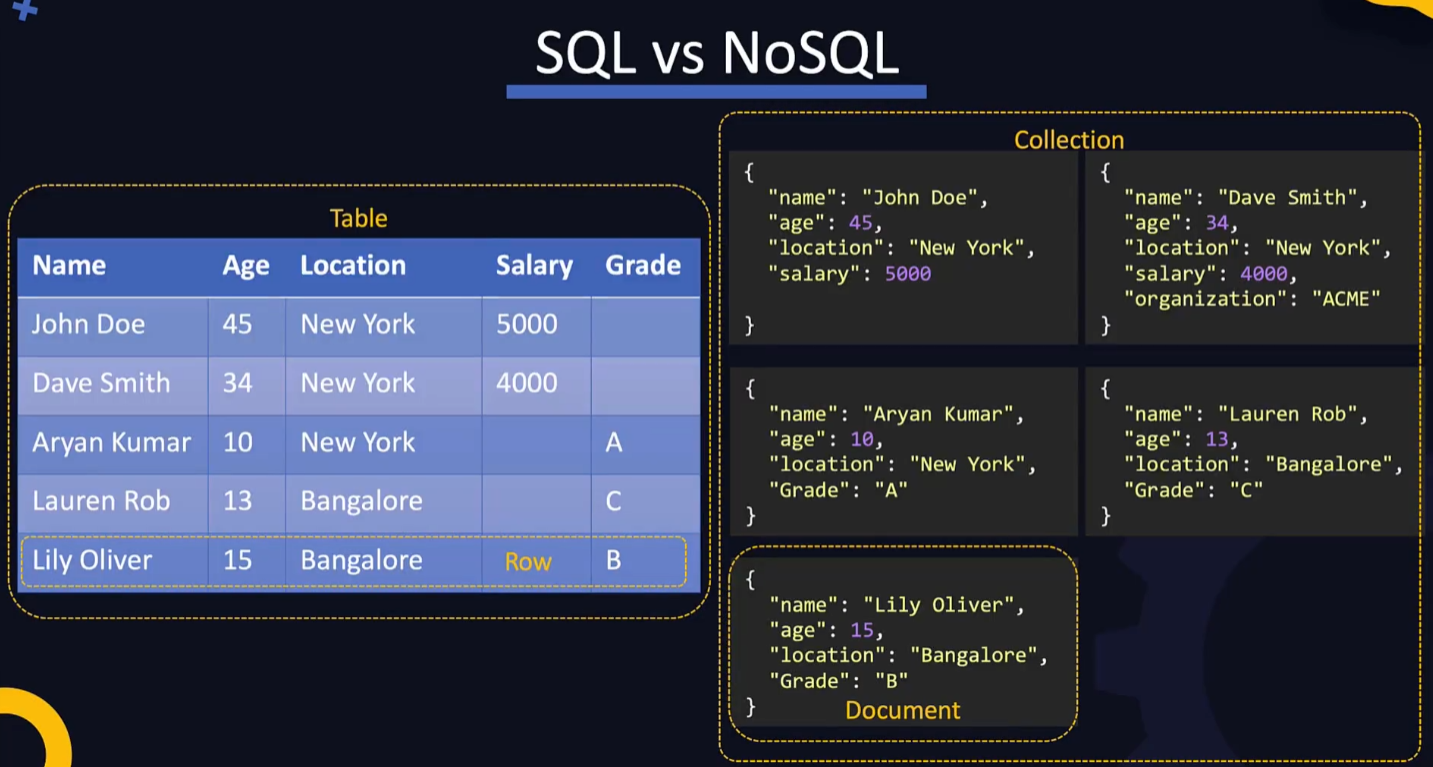 SQL vs NoSQL
Table
Name Age Location Salary Grade
John Doe 45 New York 5000
Dave Smith 34 New York 4000
Aryan Kumar 10 New York A
Lauren Rob 13 Bangalore C
Lily Oliver 15 Bangalore Row B
Collection
{
"name": "John Doe",
"age": 45,
"location": "New York",
"salary": 5000
}
{
"name": "Dave Smith",
"age": 34,
"location": "New York",
"salary": 4000,
"organization": "ACME"
}
{
"name": "Aryan Kumar",
"age": 10,
"location": "New York",
"Grade": "A"
}
{
"name": "Lauren Rob",
"age": 13,
"location": "Bangalore",
"Grade": "C"
}
{
"name": "Lily Oliver",
"age": 15,
"location": "Bangalore",
"Grade": "B"
}
Document